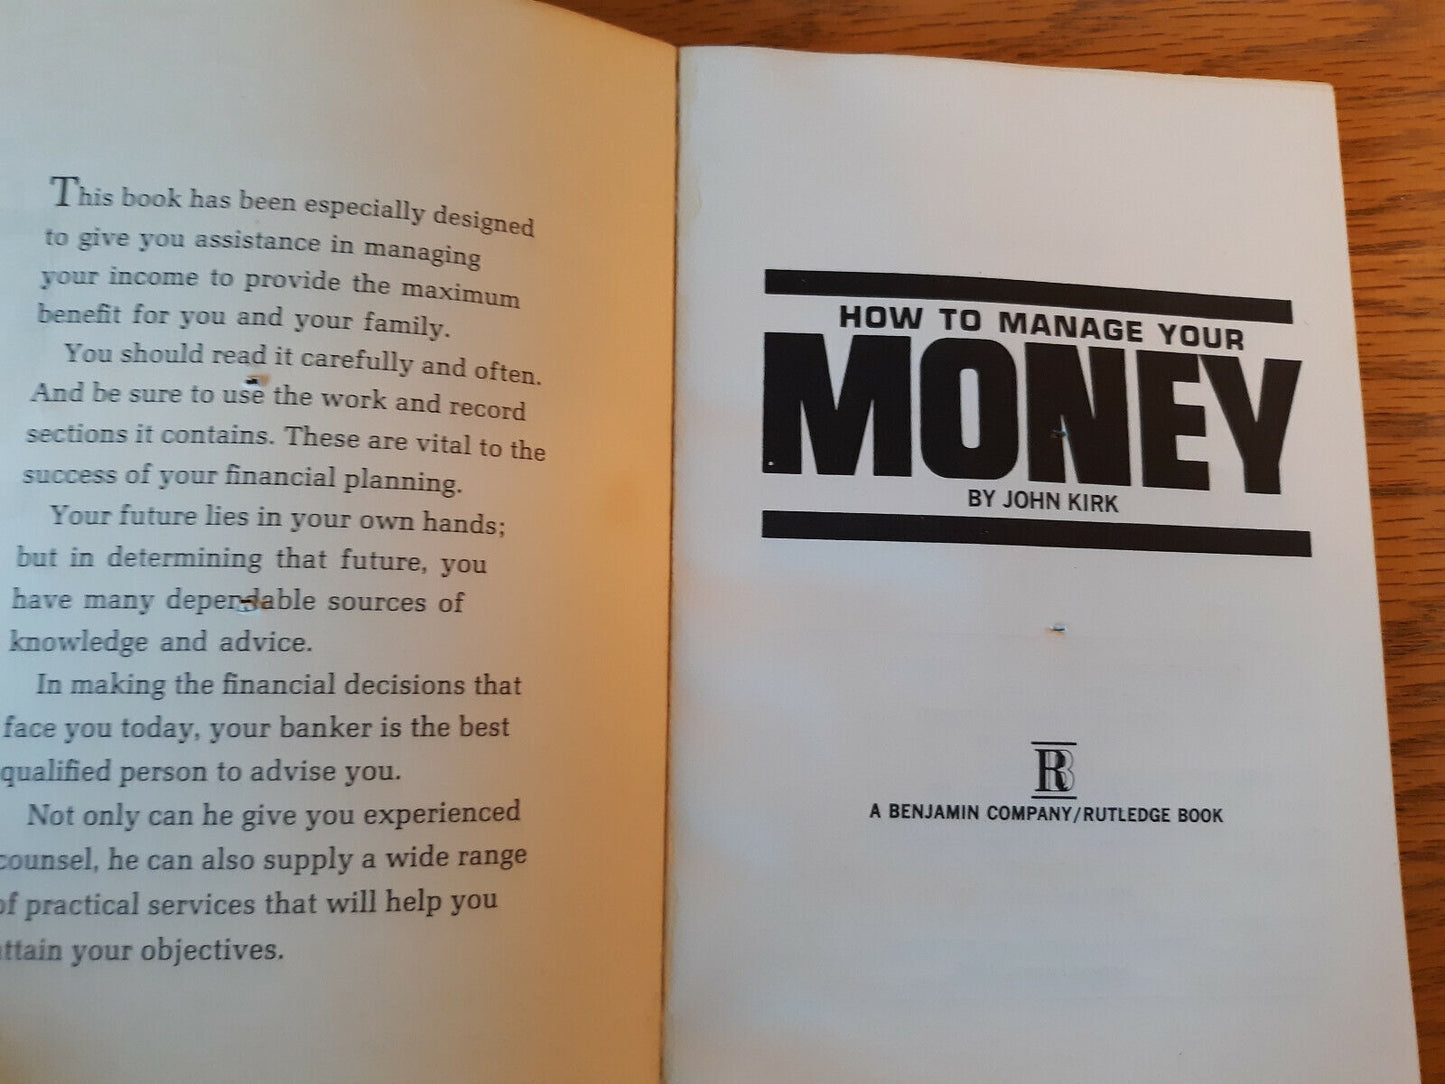 This book has been especially designed
to give you assistance in managing
your income to provide the maximum
benefit for you and your family.
You should read it carefully and often.
And be sure to use the work and record
sections it contains. These are vital to the
success of your financial planning.
Your future lies in your own hands;
but in determining that future, you
have many dependable sources of
knowledge and advice.
In making the financial decisions that
face you today, your banker is the best
qualified person to advise you.
Not only can he give you experienced
counsel, he can also supply a wide range
of practical services that will help you
attain your objectives.
HOW TO MANAGE YOUR
MONEY
BY JOHN KIRK
RB
A BENJAMIN COMPANY/RUTLEDGE BOOK